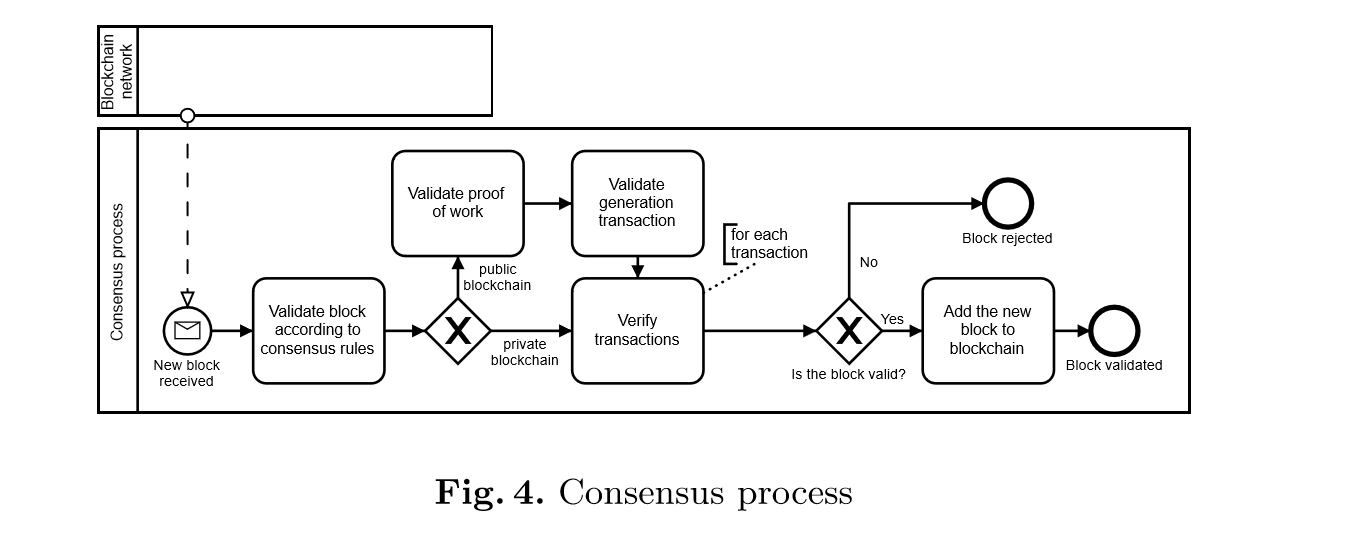 Blockchain
network
Consensus process
New block
received
Validate block
according to
consensus rules
Validate proof
of work
public
blockchain
private
blockchain
Validate
generation
transaction
Verify
transactions
for each
transaction
X
X
Is the block valid?
No
Yes
Block rejected
Add the new
block to
blockchain
Block validated
Fig. 4. Consensus process